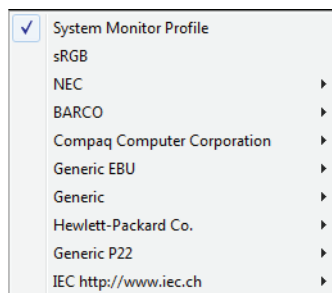 System Monitor Profile
sRGB
NEC
BARCO
Compaq Computer Corporation
Generic EBU
Generic
Hewlett-Packard Co.
Generic P22
IEC http://www.iec.ch